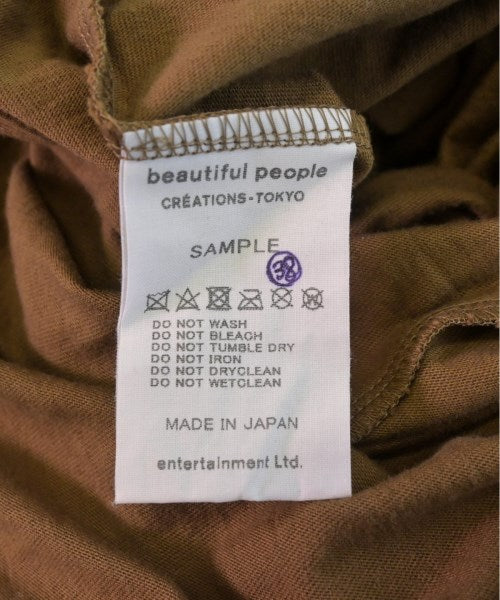 beautiful people
CRÉATIONS-TOKYO
SAMPLE
38
DO NOT WASH
DO NOT BLEACH
DO NOT TUMBLE DRY
DO NOT IRON
DO NOT DRYCLEAN
DO NOT WETCLEAN
MADE IN JAPAN
entertainment Ltd.